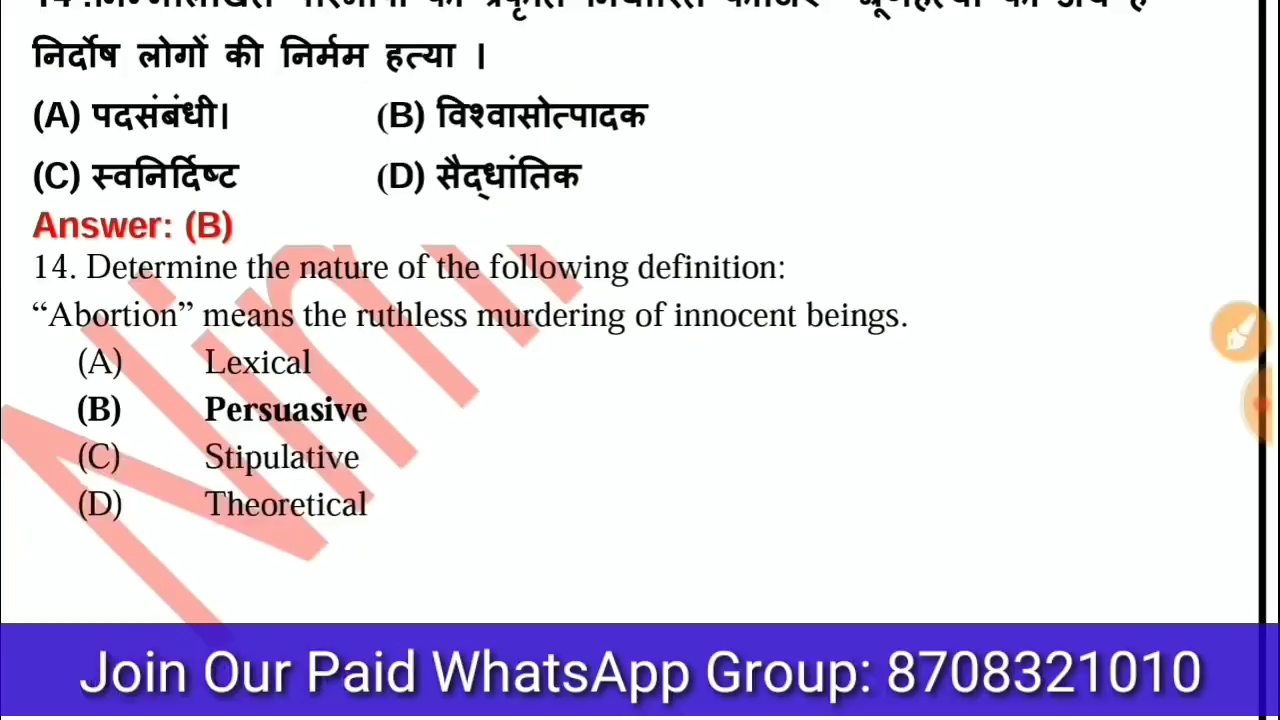 निर्दोष लोगों की निर्मम हत्या ।
(A) पदसंबंधी। (B) विश्वासोत्पादक
(C) स्वनिर्दिष्ट (D) सैद्धांतिक
Answer: (B)
14. Determine the nature of the following definition:
“Abortion” means the ruthless murdering of innocent beings.
(A) Lexical
(B) Persuasive
(C) Stipulative
(D) Theoretical
Join Our Paid WhatsApp Group: 8708321010